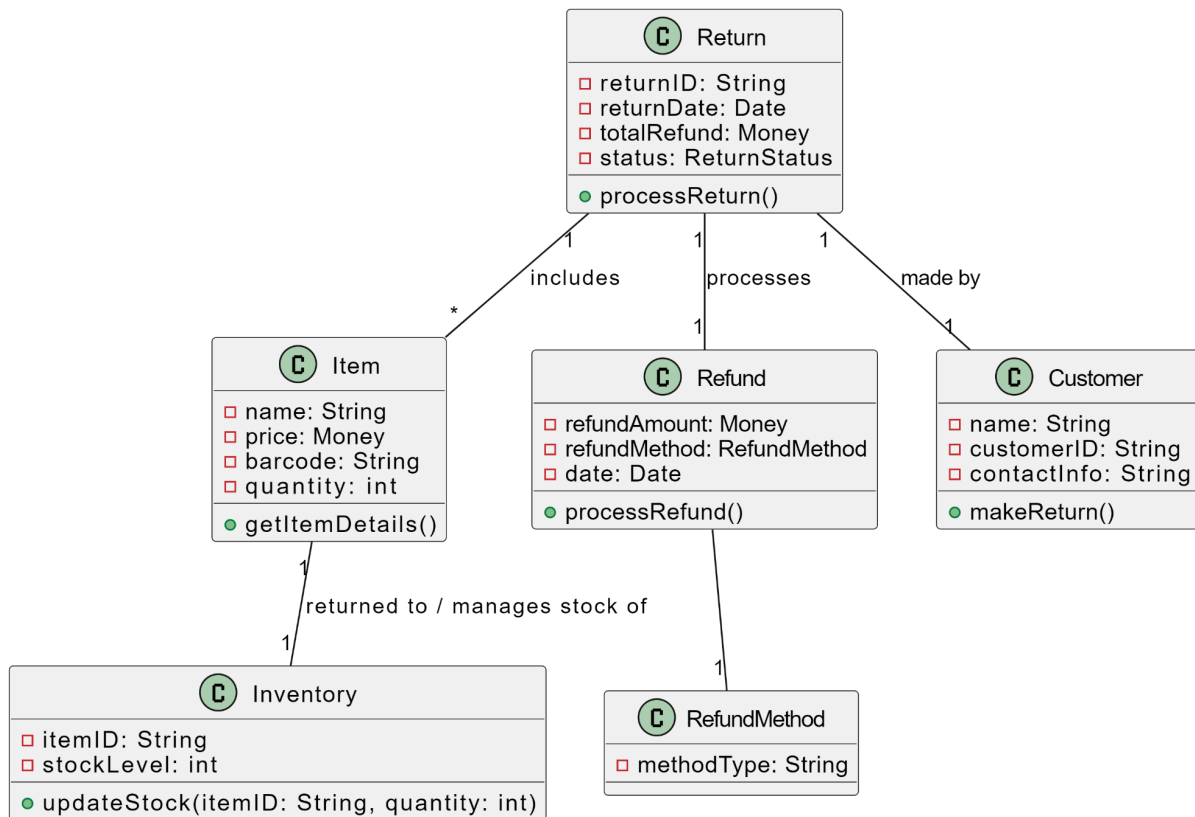 C Return
returnID: String
returnDate: Date
totalRefund: Money
status: ReturnStatus
processReturn()
1
1
1
includes
processes
made by
*
1
1
C Item
name: String
price: Money
barcode: String
quantity: int
getItemDetails()
C Refund
refundAmount: Money
refundMethod: RefundMethod
date: Date
processRefund()
C Customer
name: String
customerID: String
contactInfo: String
makeReturn()
1
returned to / manages stock of
1
1
C Inventory
itemID: String
stockLevel: int
updateStock(itemID: String, quantity: int)
C RefundMethod
methodType: String